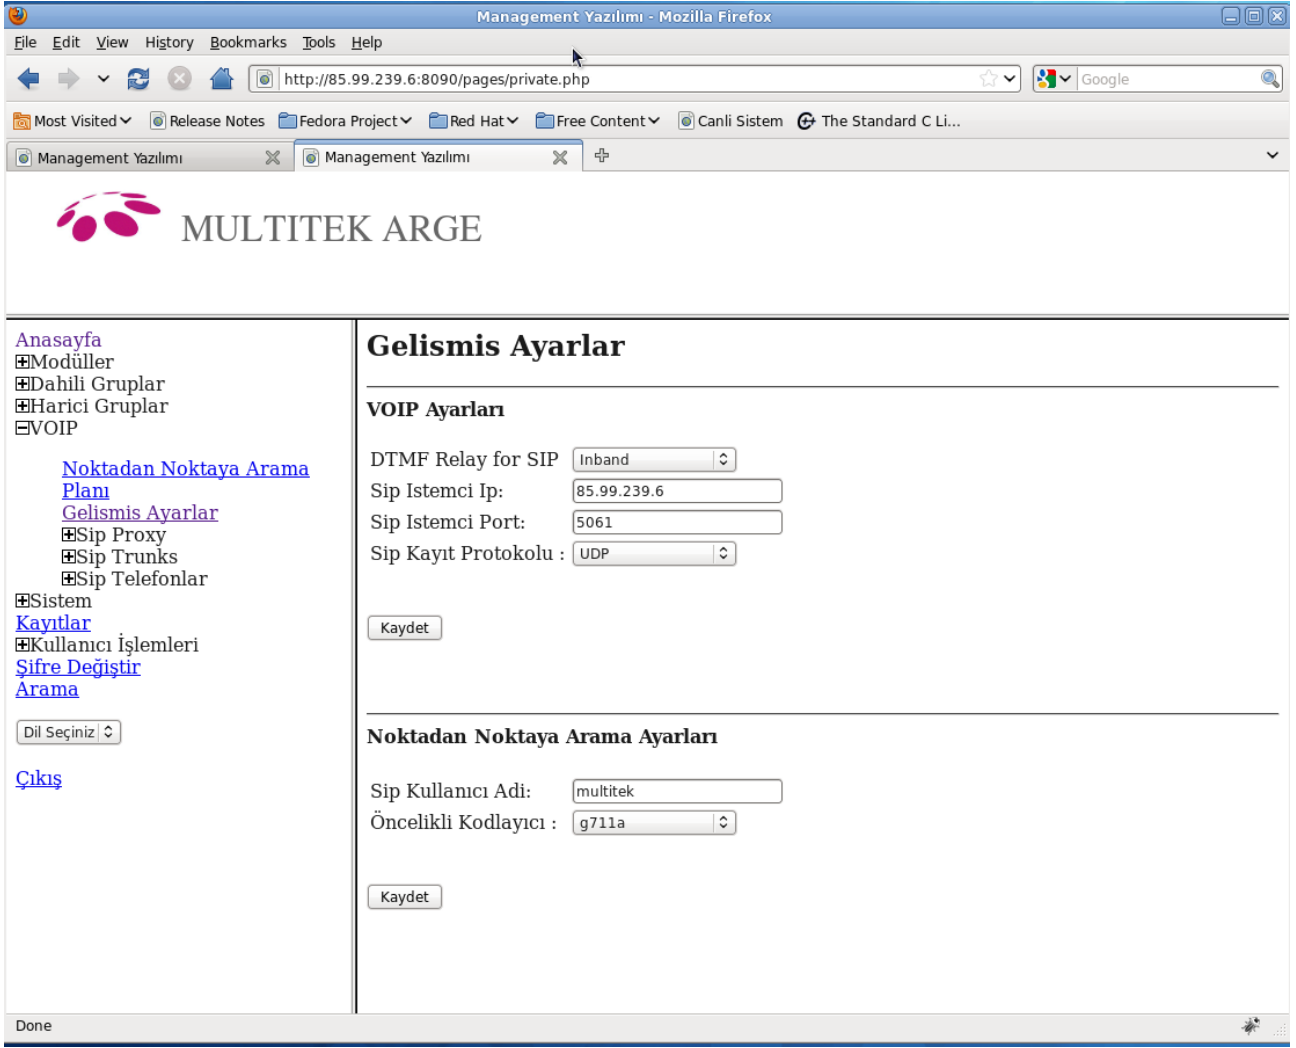 Management Yazılımı - Mozilla Firefox
File Edit View History Bookmarks Tools Help
http://85.99.239.6:8090/pages/private.php
Google
Most Visited Release Notes Fedora Project Red Hat Free Content Canli Sistem The Standard C Li...
Management Yazılımı Management Yazılımı
MULTITEK ARGE
Anasayfa
Modüller
Dahili Gruplar
Harici Gruplar
VOIP
Noktadan Noktaya Arama
Planı
Gelismis Ayarlar
Sip Proxy
Sip Trunks
Sip Telefonlar
Sistem
Kayıtlar
Kullanıcı İşlemleri
Şifre Değiştir
Arama
Dil Seçiniz
Çıkış
Gelismis Ayarlar
VOIP Ayarları
DTMF Relay for SIP Inband
Sip Istemci Ip: 85.99.239.6
Sip Istemci Port: 5061
Sip Kayıt Protokolu : UDP
Kaydet
Noktadan Noktaya Arama Ayarları
Sip Kullanıcı Adi: multitek
Öncelikli Kodlayıcı : g711a
Kaydet
Done